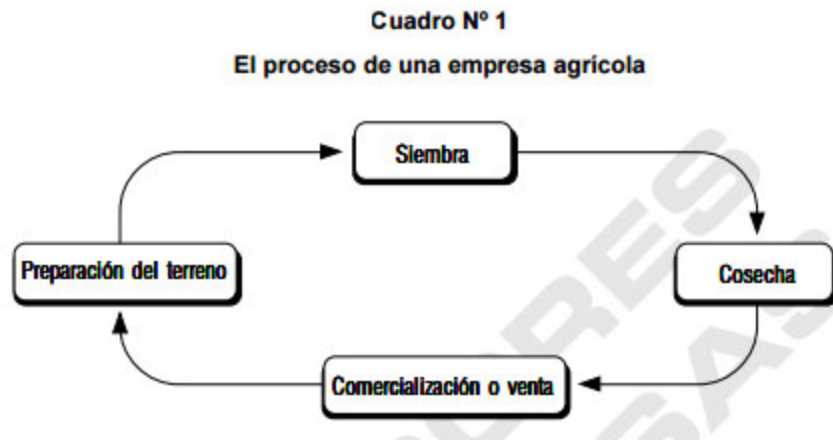 Cuadro Nº 1
El proceso de una empresa agrícola
Siembra
Preparación del terreno
Cosecha
Comercialización o venta